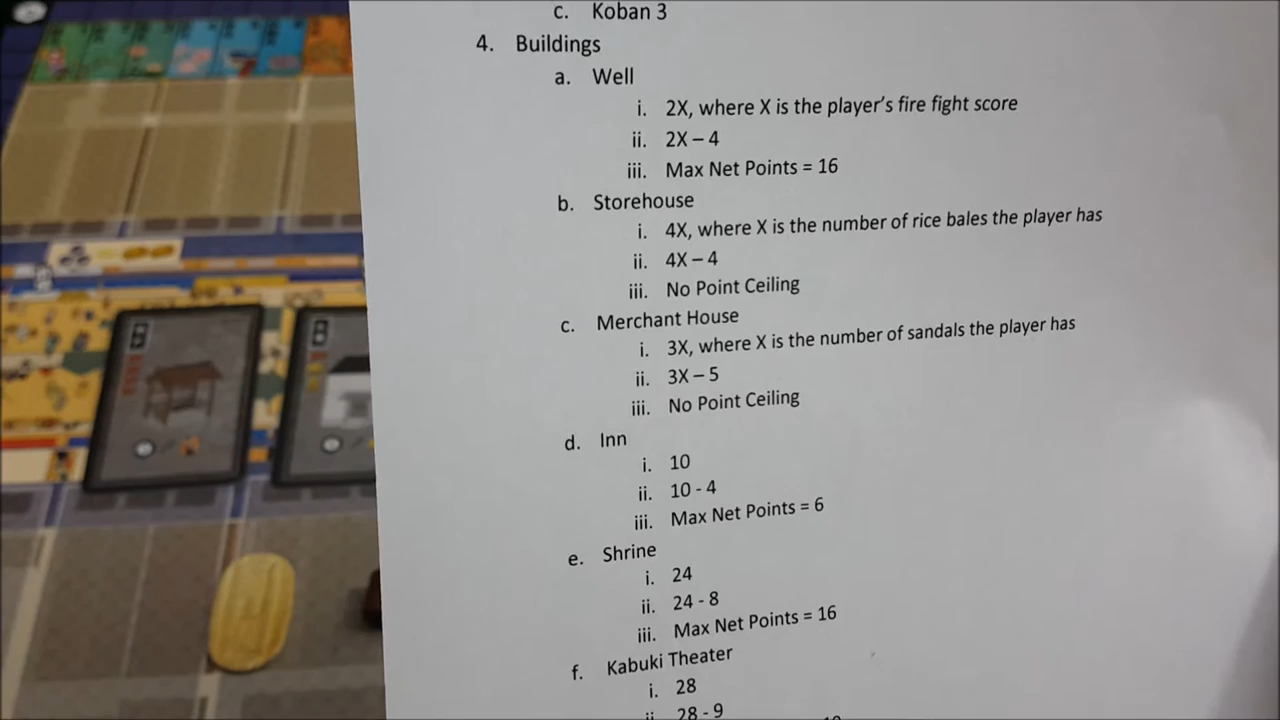 c. Koban 3
4. Buildings
a. Well
i. 2X, where X is the player's fire fight score
ii. 2X – 4
iii. Max Net Points = 16
b. Storehouse
i. 4X, where X is the number of rice bales the player has
ii. 4X – 4
iii. No Point Ceiling
c. Merchant House
i. 3X, where X is the number of sandals the player has
ii. 3X – 5
iii. No Point Ceiling
d. Inn
i. 10
ii. 10 - 4
iii. Max Net Points = 6
e. Shrine
i. 24
ii. 24 - 8
iii. Max Net Points = 16
f. Kabuki Theater
i. 28
ii. 28 - 9